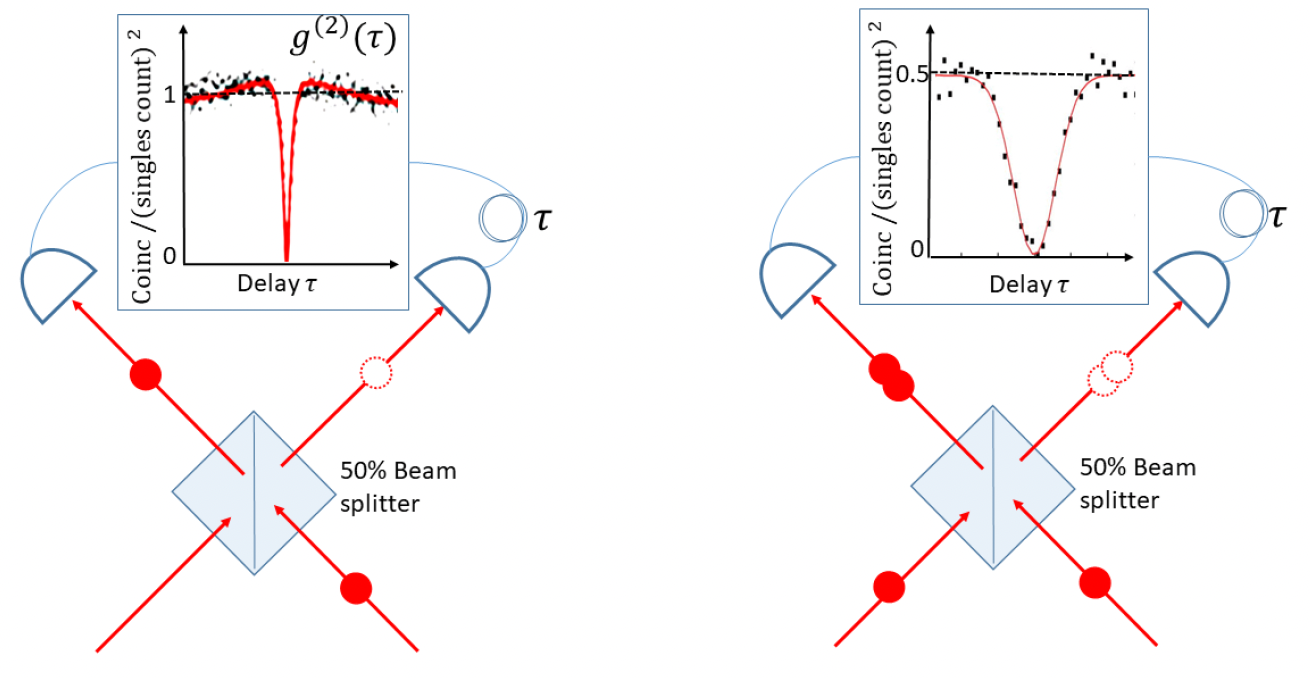 g⁽²⁾(τ)
Coinc /(singles count) ²
1
0
Delay τ
τ
50% Beam
splitter
Coinc /(singles count) ²
0.5
0
Delay τ
τ
50% Beam
splitter